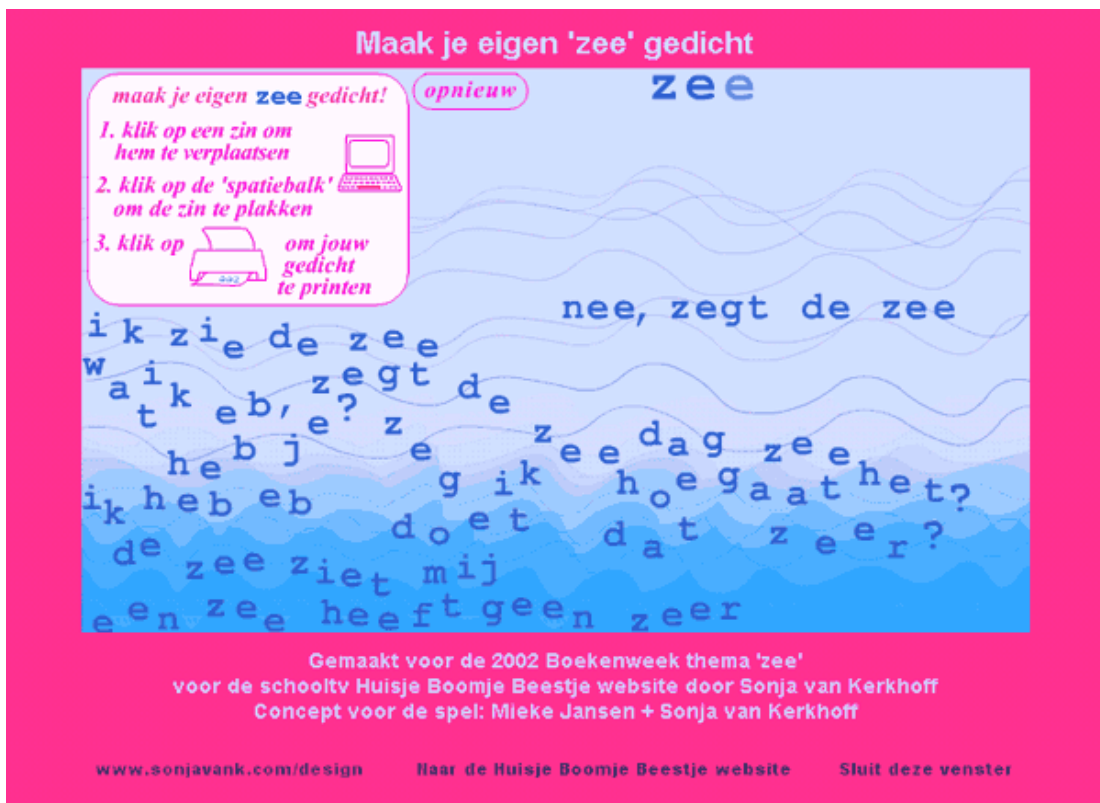 Maak je eigen 'zee' gedicht
maak je eigen zee gedicht!
1. klik op een zin om
hem te verplaatsen
2. klik op de 'spatiebalk'
om de zin te plakken
3. klik op
om jouw
gedicht
te printen
opnieuw
zee
nee, zegt de zee
ik zie de zee
wat heb je? zeg ik
ik eb, zegt de zee
dag zee
hoe gaat het?
ik heb eb
doet dat zeer?
de zee ziet mij
een zee heeft geen zeer
Gemaakt voor de 2002 Boekenweek thema 'zee'
voor de schooltv Huisje Boomje Beestje website door Sonja van Kerkhoff
Concept voor de spel: Mieke Jansen + Sonja van Kerkhoff
www.sonjavank.com/design Naar de Huisje Boomje Beestje website Sluit deze venster